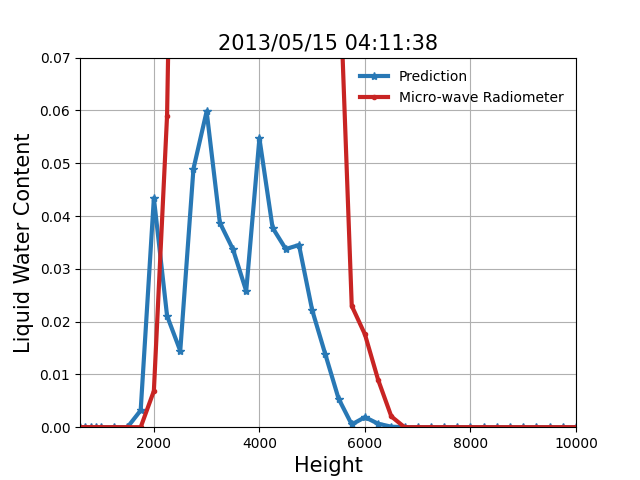 2013/05/15 04:11:38
Prediction
Micro-wave Radiometer
Liquid Water Content
0.07
0.06
0.05
0.04
0.03
0.02
0.01
0.00
2000 4000 6000 8000 10000
Height